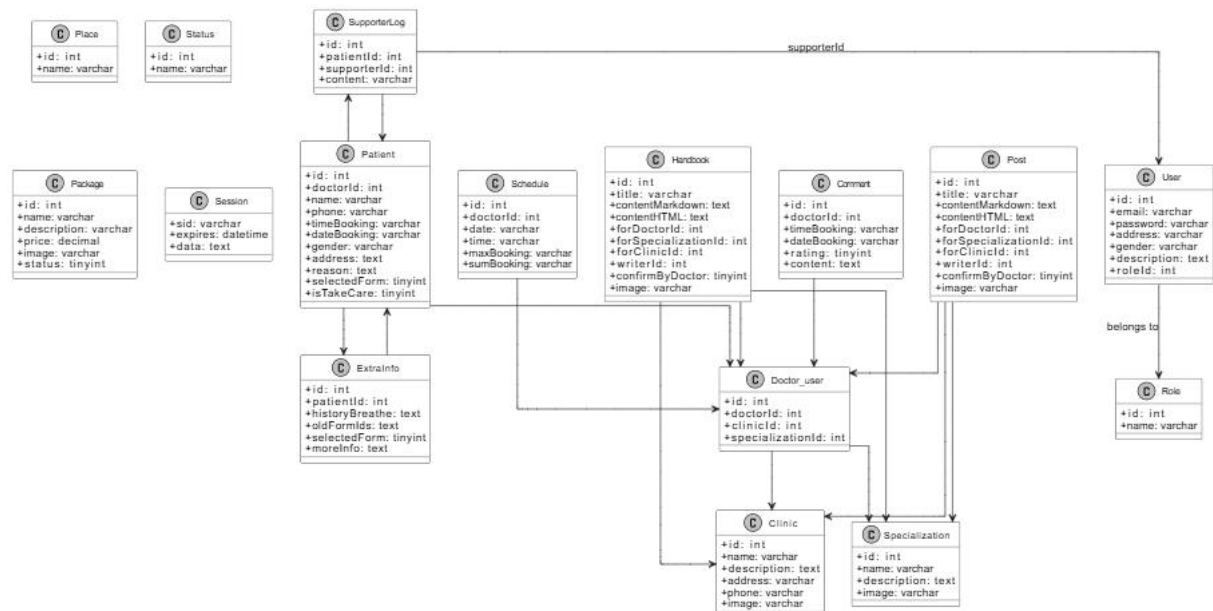 Place
+id: int
+name: varchar
Status
+id: int
+name: varchar
SupporterLog
+id: int
+patientId: int
+supporterId: int
+content: varchar
supporterId
Package
+id: int
+name: varchar
+description: varchar
+price: decimal
+image: varchar
+status: tinyint
Session
+sid: varchar
+expires: datetime
+data: text
Patient
+id: int
+doctorId: int
+name: varchar
+phone: varchar
+timeBooking: varchar
+dateBooking: varchar
+gender: varchar
+address: text
+reason: text
+selectedForm: tinyint
+isTakeCare: tinyint
Schedule
+id: int
+doctorId: int
+date: varchar
+time: varchar
+maxBooking: varchar
+sumBooking: varchar
Handbook
+id: int
+title: varchar
+contentMarkdown: text
+contentHTML: text
+forDoctorId: int
+forSpecializationId: int
+forClinicId: int
+writerId: int
+confirmByDoctor: tinyint
+image: varchar
Comment
+id: int
+doctorId: int
+timeBooking: varchar
+dateBooking: varchar
+rating: tinyint
+content: text
Post
+id: int
+title: varchar
+contentMarkdown: text
+contentHTML: text
+forDoctorId: int
+forSpecializationId: int
+forClinicId: int
+writerId: int
+confirmByDoctor: tinyint
+image: varchar
User
+id: int
+email: varchar
+password: varchar
+address: varchar
+gender: varchar
+description: text
+roleId: int
belongs to
ExtraInfo
+id: int
+patientId: int
+historyBreathe: text
+oldFormIds: text
+selectedForm: tinyint
+moreInfo: text
Doctor_user
+id: int
+doctorId: int
+clinicId: int
+specializationId: int
Role
+id: int
+name: varchar
Clinic
+id: int
+name: varchar
+description: text
+address: varchar
+phone: varchar
+image: varchar
Specialization
+id: int
+name: varchar
+description: text
+image: varchar